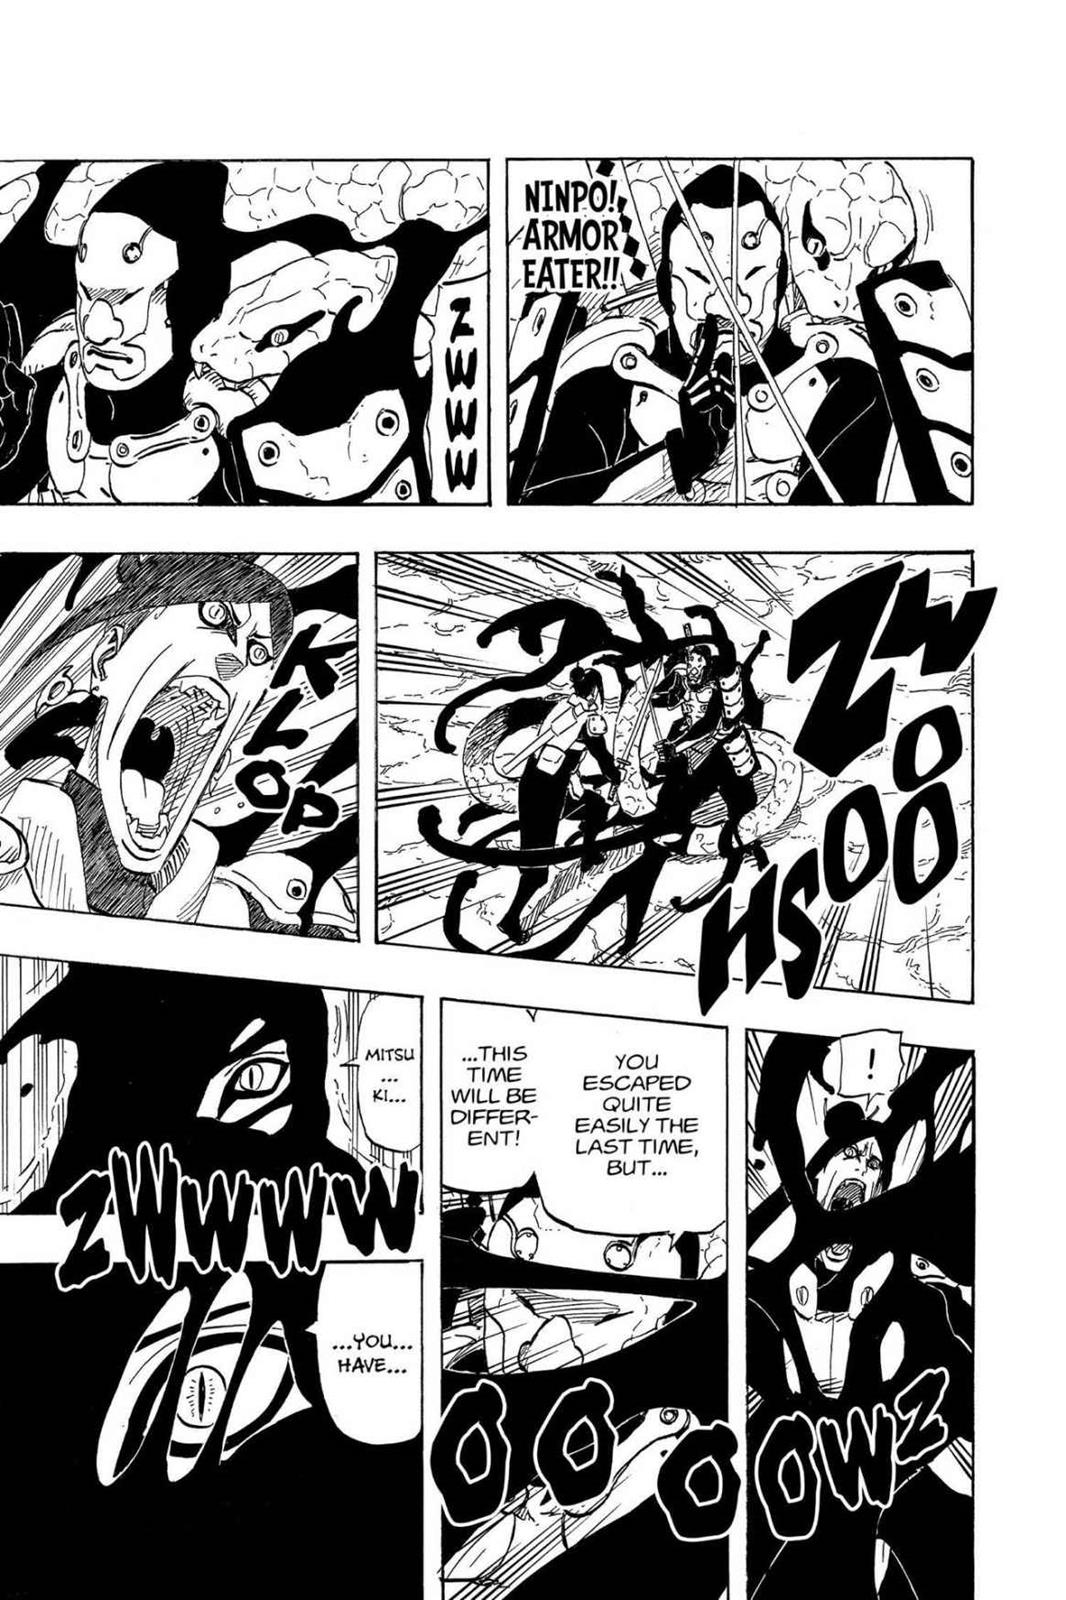 NINPO!
ARMOR
EATER!!
ZWWW
ZWOOO
HSOO
KLOP
!
YOU
ESCAPED
QUITE
EASILY THE
LAST TIME,
BUT...
...THIS
TIME
WILL BE
DIFFER-
ENT!
OOOOWZ
MITSU
...
KI...
ZWWWW
...YOU...
HAVE...